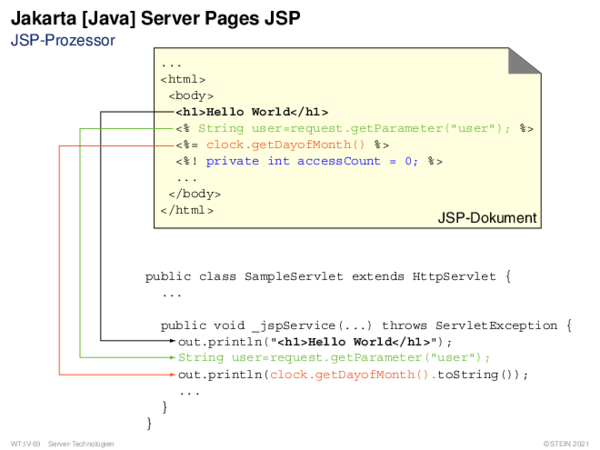 Jakarta [Java] Server Pages JSP
JSP-Prozessor
...
<html>
<body>
<h1>Hello World</h1>
<% String user=request.getParameter("user"); %>
<%= clock.getDayofMonth() %>
<%! private int accessCount = 0; %>
...
</body>
</html>
JSP-Dokument
public class SampleServlet extends HttpServlet {
...
public void _jspService(...) throws ServletException {
out.println("<h1>Hello World</h1>");
String user=request.getParameter("user");
out.println(clock.getDayofMonth().toString());
...
}
}
WT:IV-69 Server-Technologien ©STEIN 2021